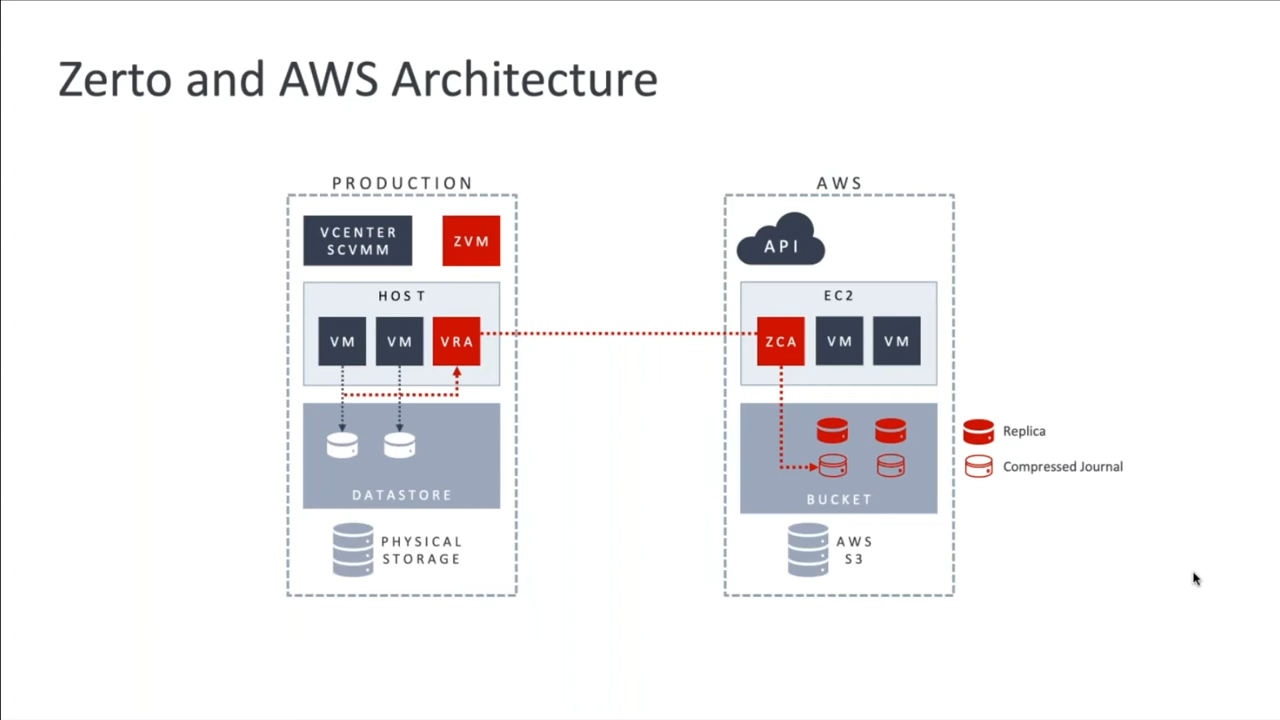 Zerto and AWS Architecture
PRODUCTION
VCENTER
SCVMM
ZVM
HOST
VM
VM
VRA
DATASTORE
PHYSICAL
STORAGE
AWS
API
EC2
ZCA
VM
VM
BUCKET
AWS
S3
Replica
Compressed Journal